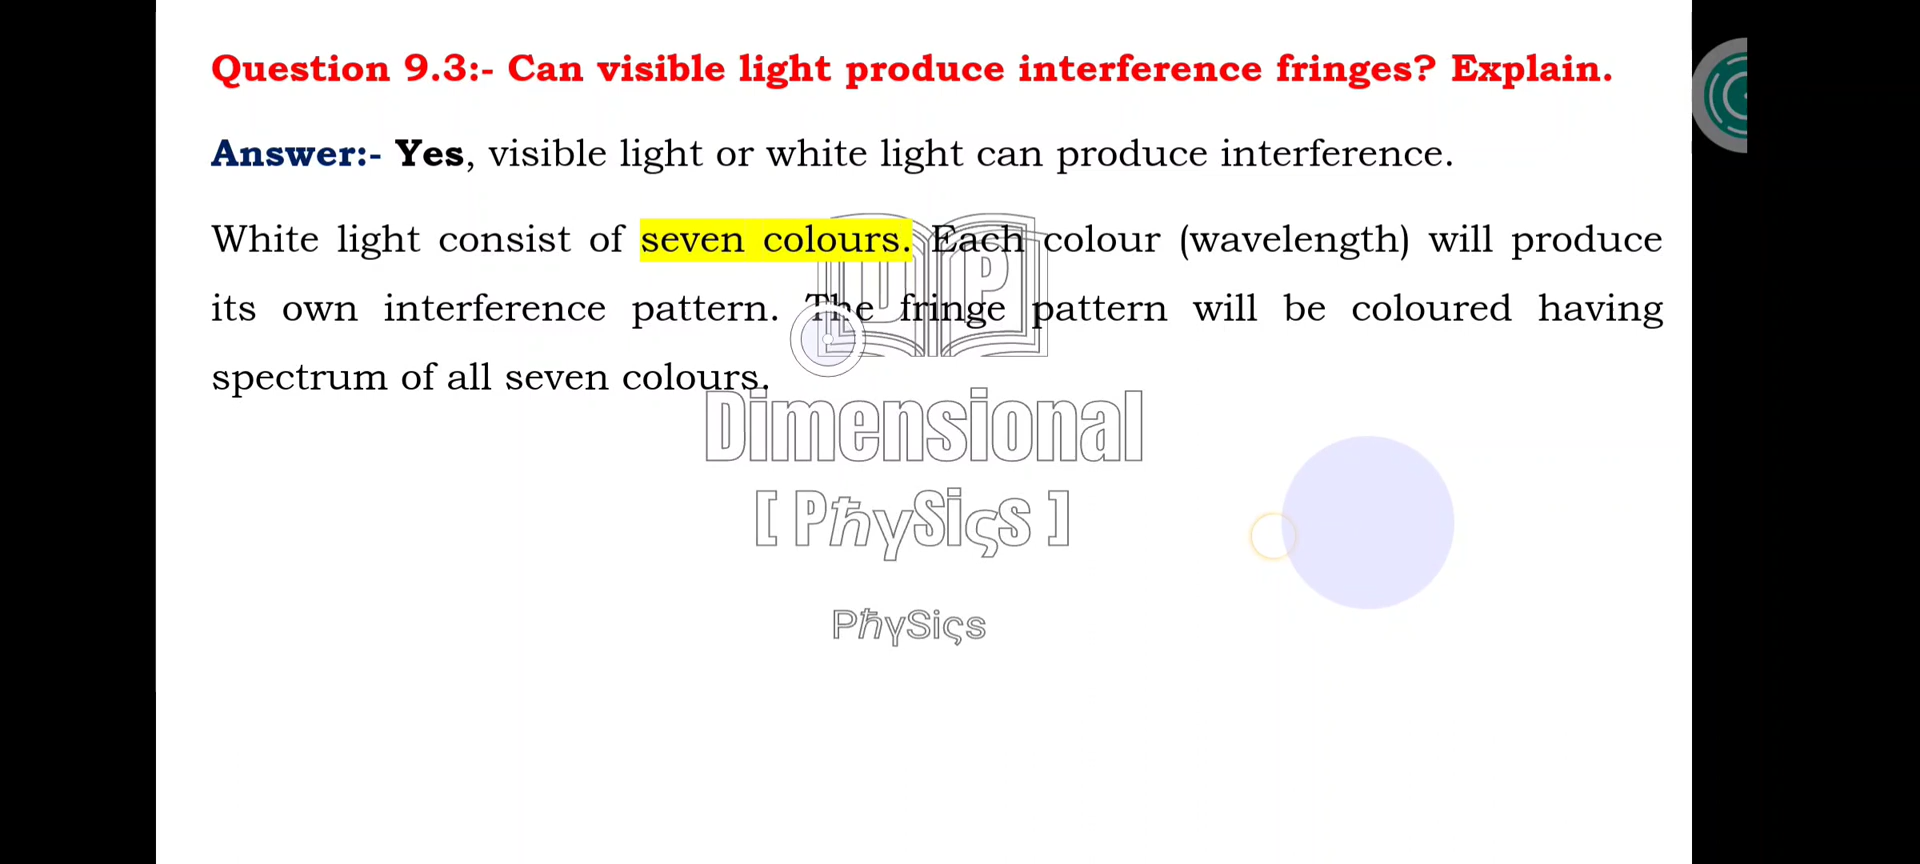 Question 9.3:- Can visible light produce interference fringes? Explain.
Answer:- Yes, visible light or white light can produce interference.
White light consist of seven colours. Each colour (wavelength) will produce
its own interference pattern. The fringe pattern will be coloured having
spectrum of all seven colours.
D P
Dimensional
[ PℏγSiςs ]
PℏγSiςs